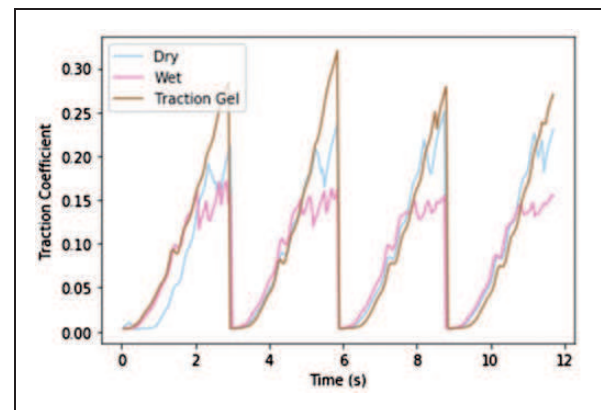 Dry
Wet
Traction Gel
Traction Coefficient
0.30
0.25
0.20
0.15
0.10
0.05
0.00
0 2 4 6 8 10 12
Time (s)